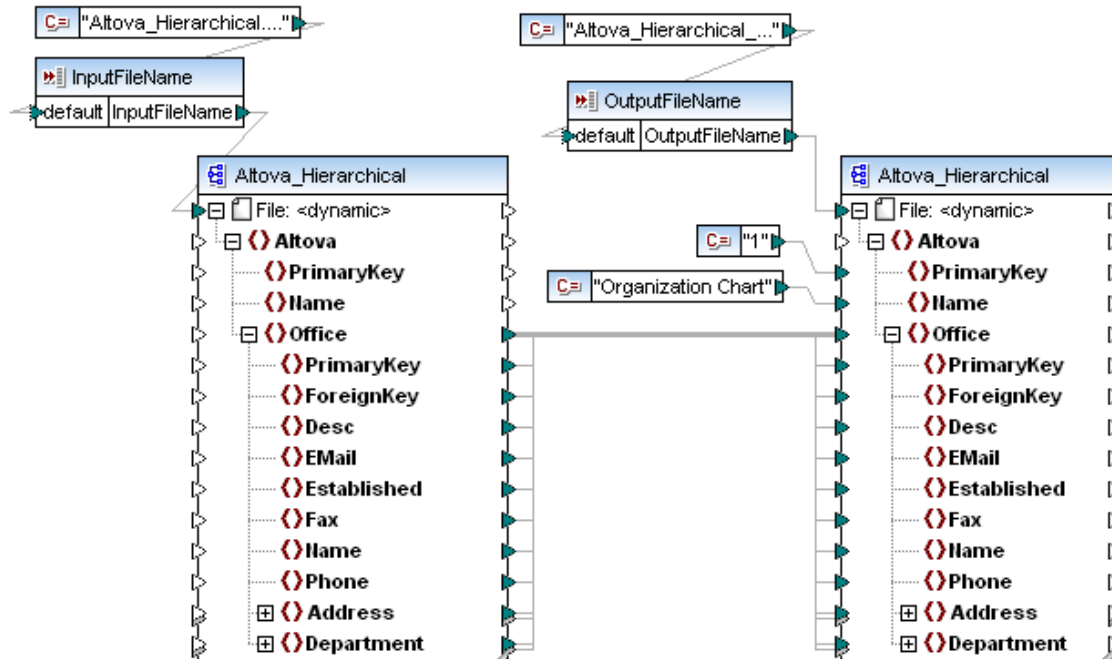 C= "Altova_Hierarchical...."
C= "Altova_Hierarchical_..."
InputFileName
default InputFileName
OutputFileName
default OutputFileName
Altova_Hierarchical
File: <dynamic>
Altova
PrimaryKey
Name
Office
PrimaryKey
ForeignKey
Desc
EMail
Established
Fax
Name
Phone
Address
Department
C= "1"
C= "Organization Chart"
Altova_Hierarchical
File: <dynamic>
Altova
PrimaryKey
Name
Office
PrimaryKey
ForeignKey
Desc
EMail
Established
Fax
Name
Phone
Address
Department